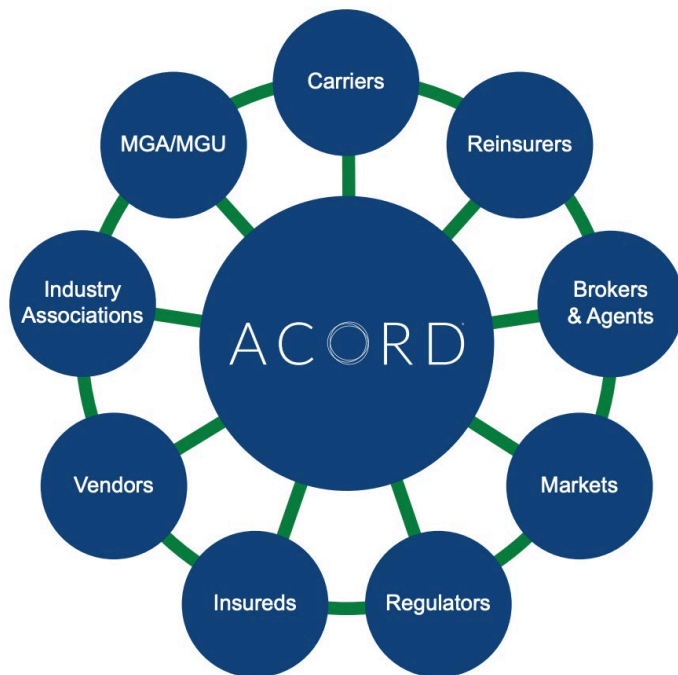 Carriers
MGA/MGU
Reinsurers
Industry
Associations
Brokers
& Agents
ACORD
Vendors
Markets
Insureds
Regulators